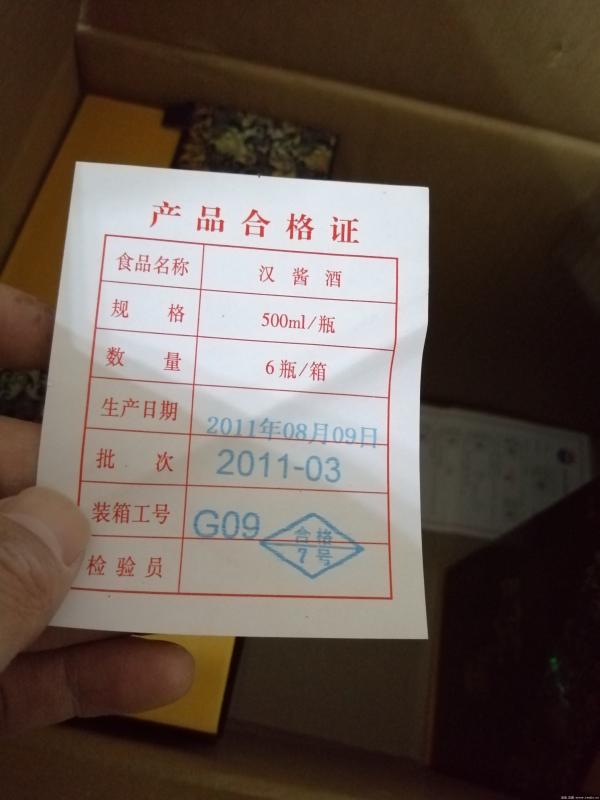 产品合格证
食品名称 汉酱酒
规格 500ml/瓶
数量 6瓶/箱
生产日期 2011年08月09日
批次 2011-03
装箱工号 G09
检验员 合格
7号